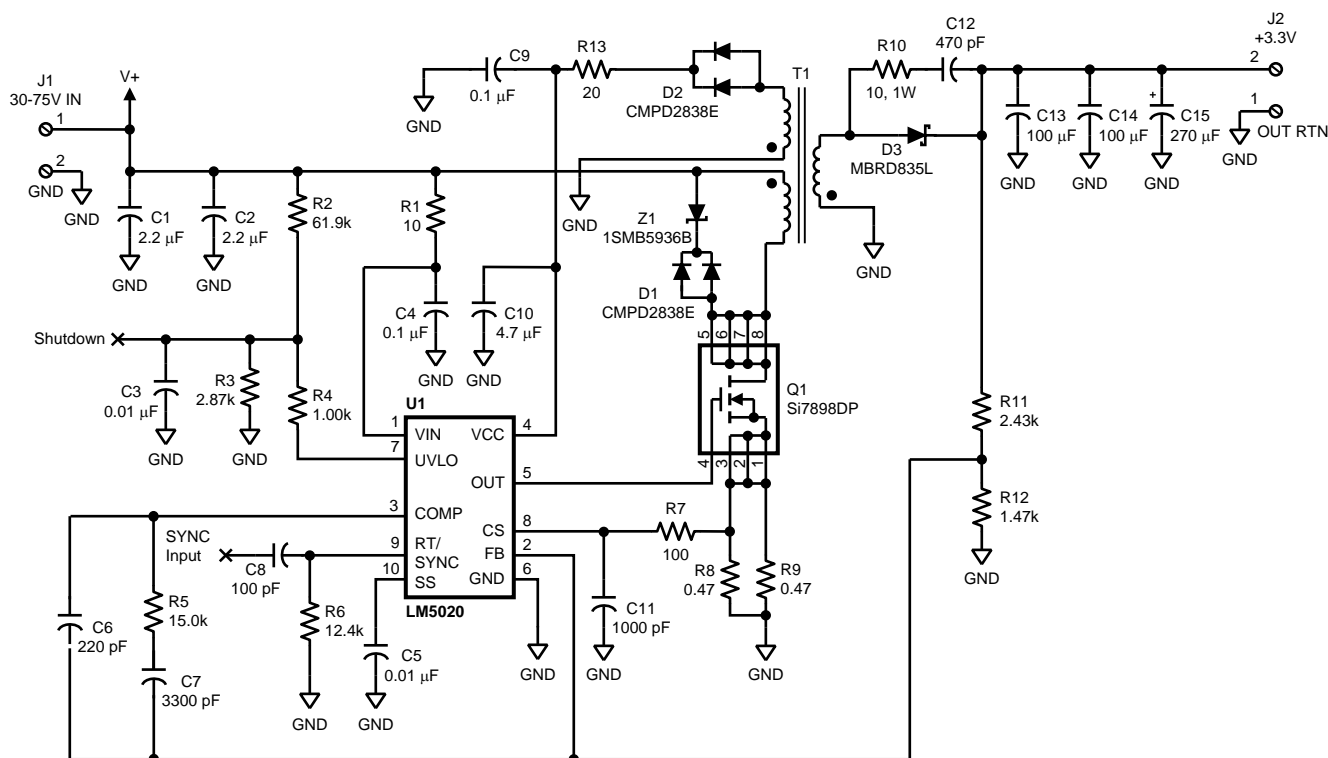 J1
30-75V IN
1
2
GND
GND
V+
C1
2.2 μF
GND
C2
2.2 μF
GND
R2
61.9k
R1
10
C9
0.1 μF
GND
R13
20
D2
CMPD2838E
T1
GND
Z1
1SMB5936B
D1
CMPD2838E
R10
10, 1W
C12
470 pF
D3
MBRD835L
GND
C13
100 μF
GND
C14
100 μF
GND
+
C15
270 μF
GND
J2
+3.3V
2
1
OUT RTN
GND
Shutdown
C3
0.01 μF
GND
R3
2.87k
GND
R4
1.00k
C4
0.1 μF
GND
C10
4.7 μF
GND
5
6
7
8
Q1
Si7898DP
4
3
2
1
U1
1
VIN
7
UVLO
3
COMP
9
RT/
SYNC
10
SS
VCC
4
OUT
5
CS
8
FB
2
GND
6
LM5020
SYNC
Input
C8
100 pF
R5
15.0k
C6
220 pF
C7
3300 pF
R6
12.4k
GND
C5
0.01 μF
GND
GND
R7
100
C11
1000 pF
GND
R8
0.47
R9
0.47
GND
R11
2.43k
R12
1.47k
GND